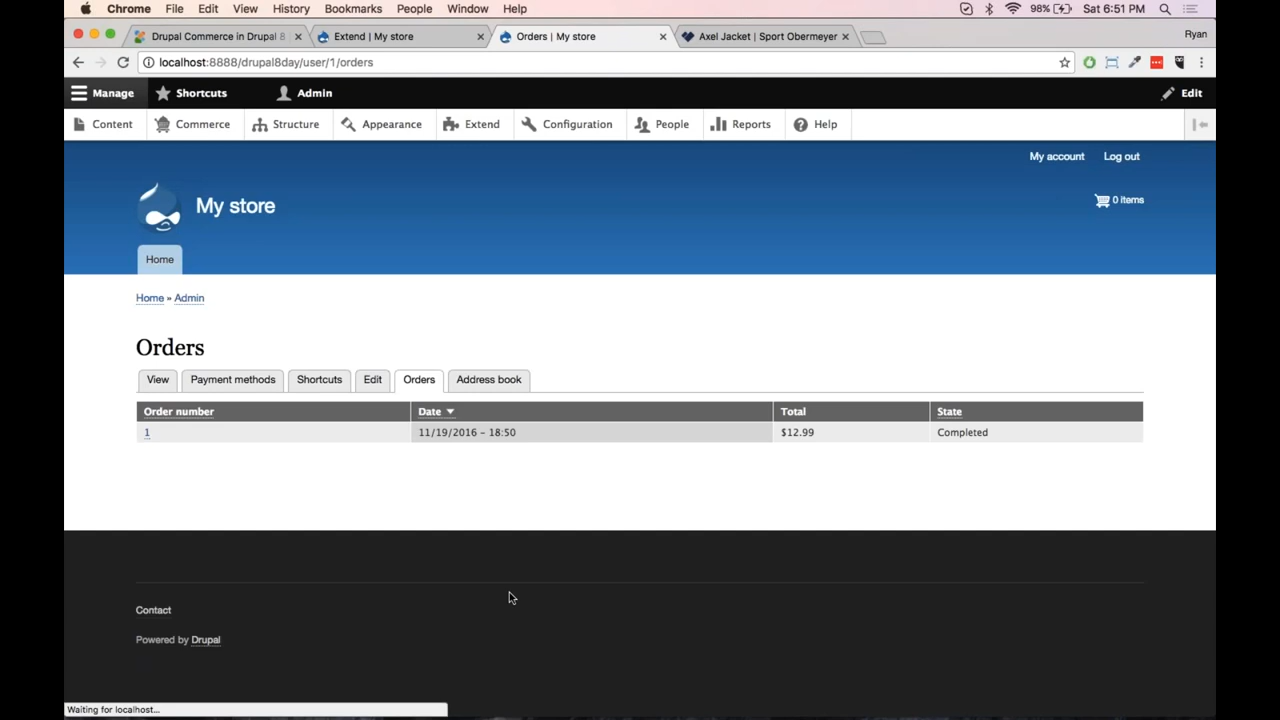 Chrome File Edit View History Bookmarks People Window Help 98% Sat 6:51 PM
Drupal Commerce in Drupal 8 Extend | My store Orders | My store Axel Jacket | Sport Obermeyer Ryan
localhost:8888/drupal8day/user/1/orders
Manage Shortcuts Admin Edit
Content Commerce Structure Appearance Extend Configuration People Reports Help
My account Log out
My store 0 items
Home
Home » Admin
Orders
View Payment methods Shortcuts Edit Orders Address book
Order number Date Total State
1 11/19/2016 - 18:50 $12.99 Completed
Contact
Powered by Drupal
Waiting for localhost...